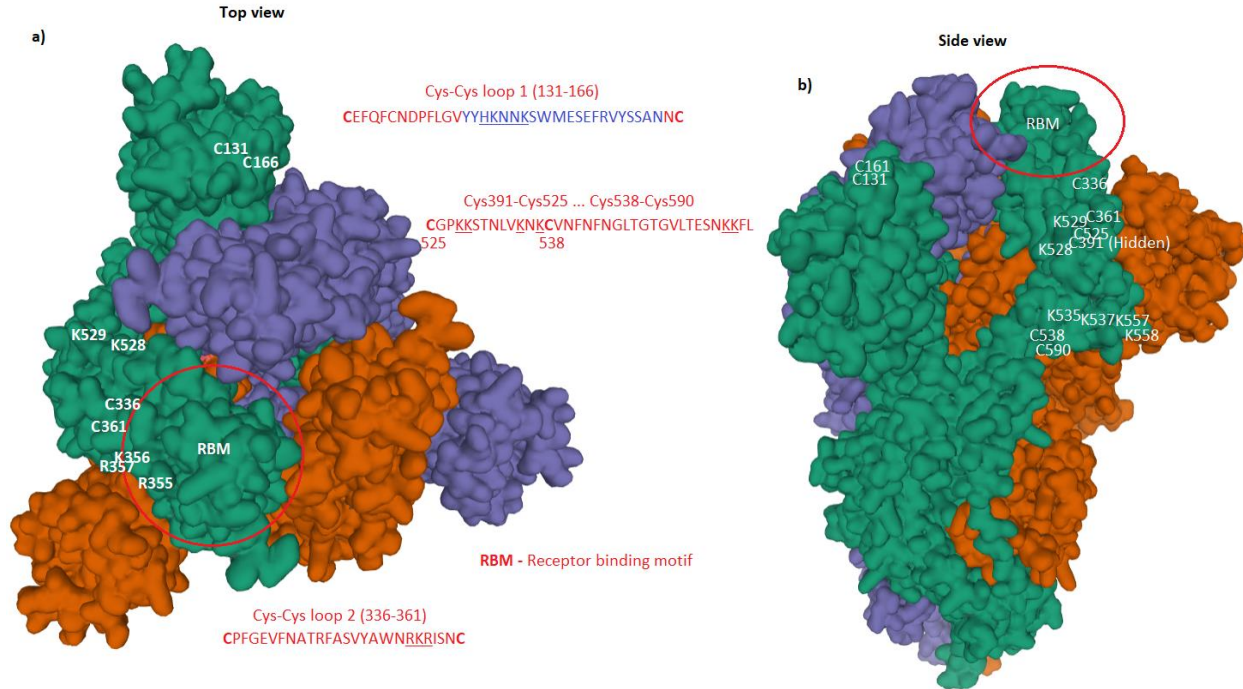 Top view
a)
Cys-Cys loop 1 (131-166)
CEFQFCNDPFLGVYYHKNNKSWMESEFRVYSSANNC
C131
C166
Cys391-Cys525 ... Cys538-Cys590
CGPKKSTNLVKNKCVNFNFNGLTGTGVLTESNKKFL
525 538
K529
K528
C336
C361
RBM
K356
R357
R355
RBM - Receptor binding motif
Cys-Cys loop 2 (336-361)
CPFGEVFNATRFASVYAWNRKRISNC
Side view
b)
RBM
C161
C131
C336
C361
K529
C525
K528
C391 (Hidden)
K535
K537
K557
C538
K558
C590